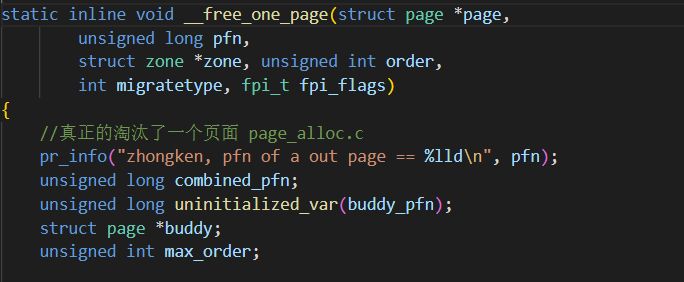 static inline void __free_one_page(struct page *page,
unsigned long pfn,
struct zone *zone, unsigned int order,
int migratetype, fpi_t fpi_flags)
{
//真正的淘汰了一个页面 page_alloc.c
pr_info("zhongken, pfn of a out page == %lld\n", pfn);
unsigned long combined_pfn;
unsigned long uninitialized_var(buddy_pfn);
struct page *buddy;
unsigned int max_order;